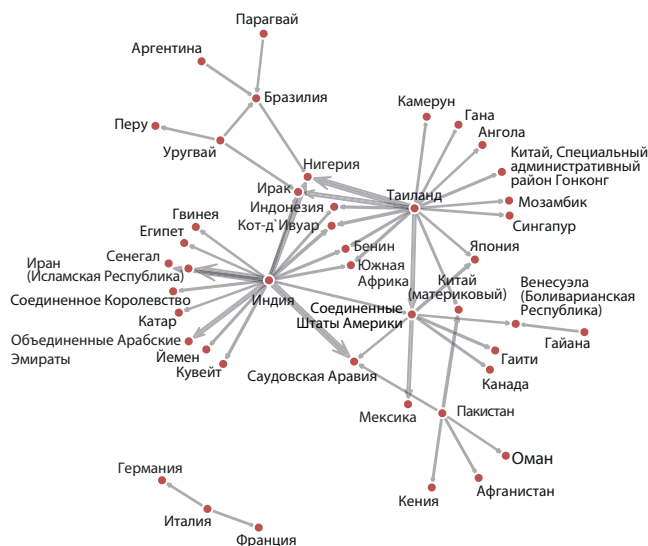 Парагвай
Аргентина
Бразилия
Перу
Уругвай
Камерун
Гана
Ангола
Китай, Специальный
административный
район Гонконг
Мозамбик
Сингапур
Нигерия
Ирак
Таиланд
Индонезия
Кот-д`Ивуар
Гвинея
Египет
Сенегал
Иран
(Исламская Республика)
Соединенное Королевство
Катар
Объединенные Арабские
Эмираты
Йемен
Кувейт
Индия
Бенин
Южная
Африка
Япония
Китай
(материковый)
Соединенные
Штаты Америки
Венесуэла
(Боливарианская
Республика)
Гайана
Гаити
Канада
Саудовская Аравия
Мексика
Пакистан
Оман
Афганистан
Кения
Германия
Италия
Франция